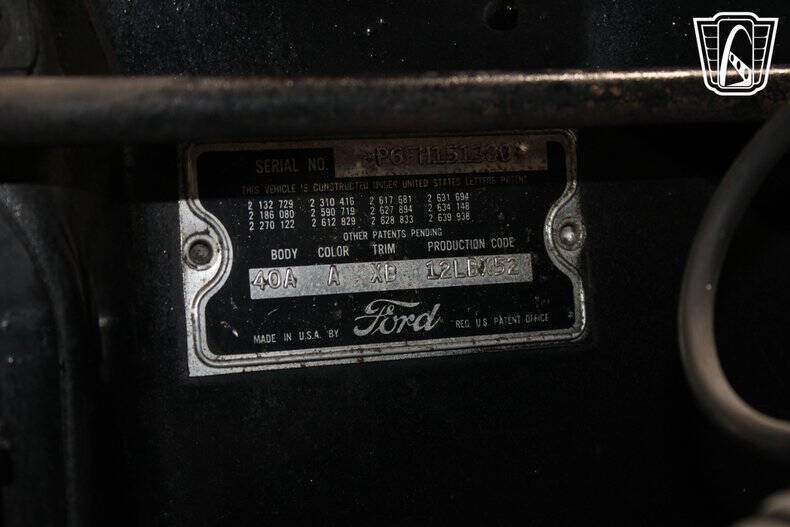 SERIAL NO. P6FH151360
THIS VEHICLE IS CONSTRUCTED UNDER UNITED STATES LETTERS PATENT
2 132 729 2 310 416 2 617 681 2 631 694
2 186 080 2 590 719 2 627 894 2 634 148
2 270 122 2 612 929 2 628 833 2 639 938
OTHER PATENTS PENDING
BODY COLOR TRIM PRODUCTION CODE
40A A XB
MADE IN U.S.A. BY Ford REG. U.S. PATENT OFFICE